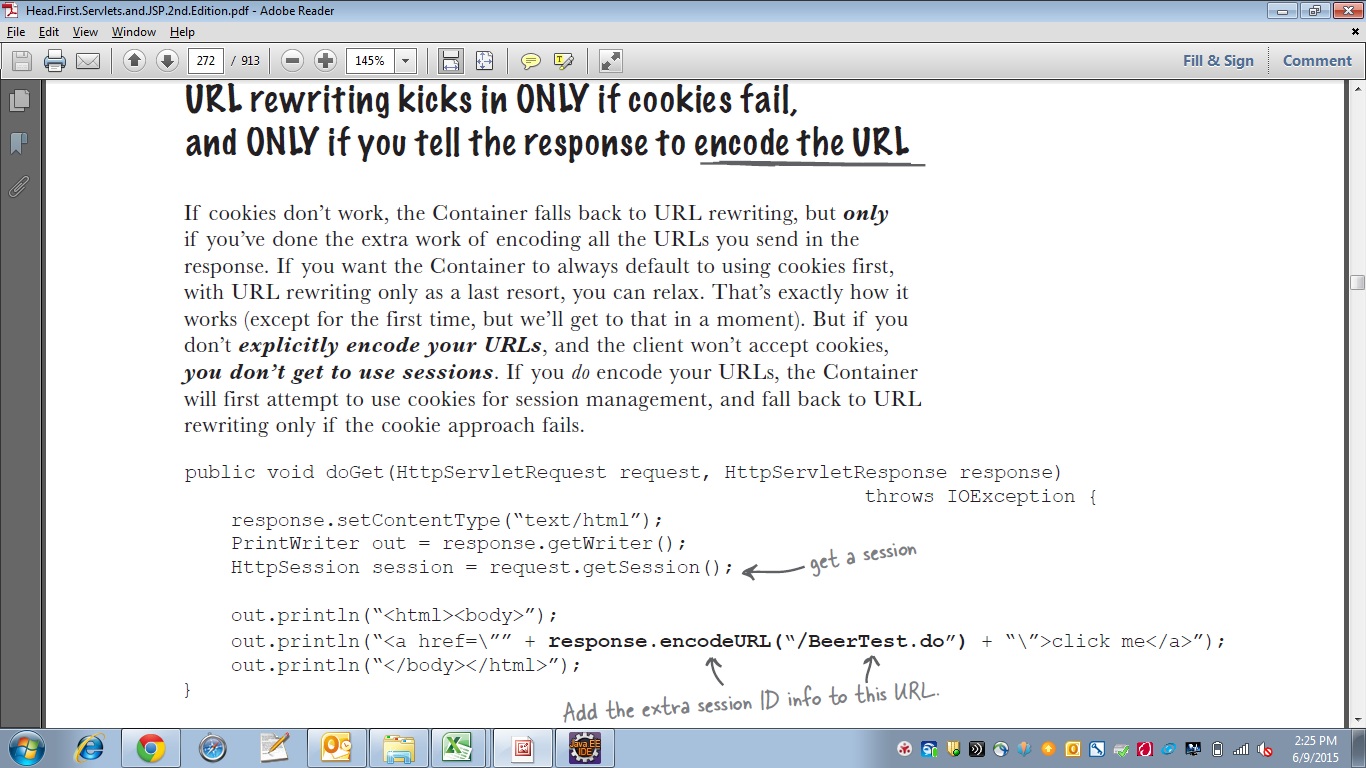 Head.First.Servlets.and.JSP.2nd.Edition.pdf - Adobe Reader
File Edit View Window Help
272 / 913 145% Fill & Sign Comment
URL rewriting kicks in ONLY if cookies fail,
and ONLY if you tell the response to encode the URL
If cookies don’t work, the Container falls back to URL rewriting, but only
if you’ve done the extra work of encoding all the URLs you send in the
response. If you want the Container to always default to using cookies first,
with URL rewriting only as a last resort, you can relax. That’s exactly how it
works (except for the first time, but we’ll get to that in a moment). But if you
don’t explicitly encode your URLs, and the client won’t accept cookies,
you don’t get to use sessions. If you do encode your URLs, the Container
will first attempt to use cookies for session management, and fall back to URL
rewriting only if the cookie approach fails.
public void doGet(HttpServletRequest request, HttpServletResponse response)
throws IOException {
response.setContentType(“text/html”);
PrintWriter out = response.getWriter();
HttpSession session = request.getSession();
get a session
out.println(“<html><body>”);
out.println(“<a href=\”” + response.encodeURL(“/BeerTest.do”) + “\”>click me</a>”);
out.println(“</body></html>”);
}
Add the extra session ID info to this URL.
Java EE
IDE
2:25 PM
6/9/2015